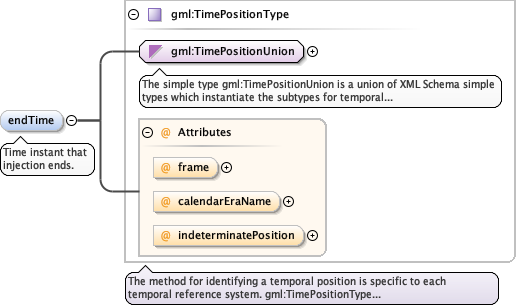 gml:TimePositionType
gml:TimePositionUnion
The simple type gml:TimePositionUnion is a union of XML Schema simple
types which instantiate the subtypes for temporal...
endTime
Time instant that
injection ends.
@ Attributes
@ frame
@ calendarEraName
@ indeterminatePosition
The method for identifying a temporal position is specific to each
temporal reference system. gml:TimePositionType...